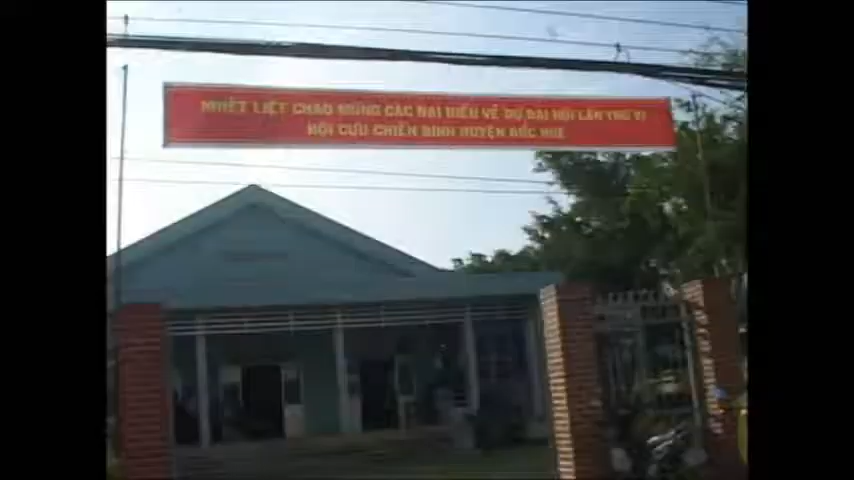 NHIỆT LIỆT CHÀO MỪNG CÁC ĐẠI BIỂU VỀ DỰ ĐẠI HỘI LẦN THỨ VI
HỘI CỰU CHIẾN BINH HUYỆN ĐỨC HUỆ